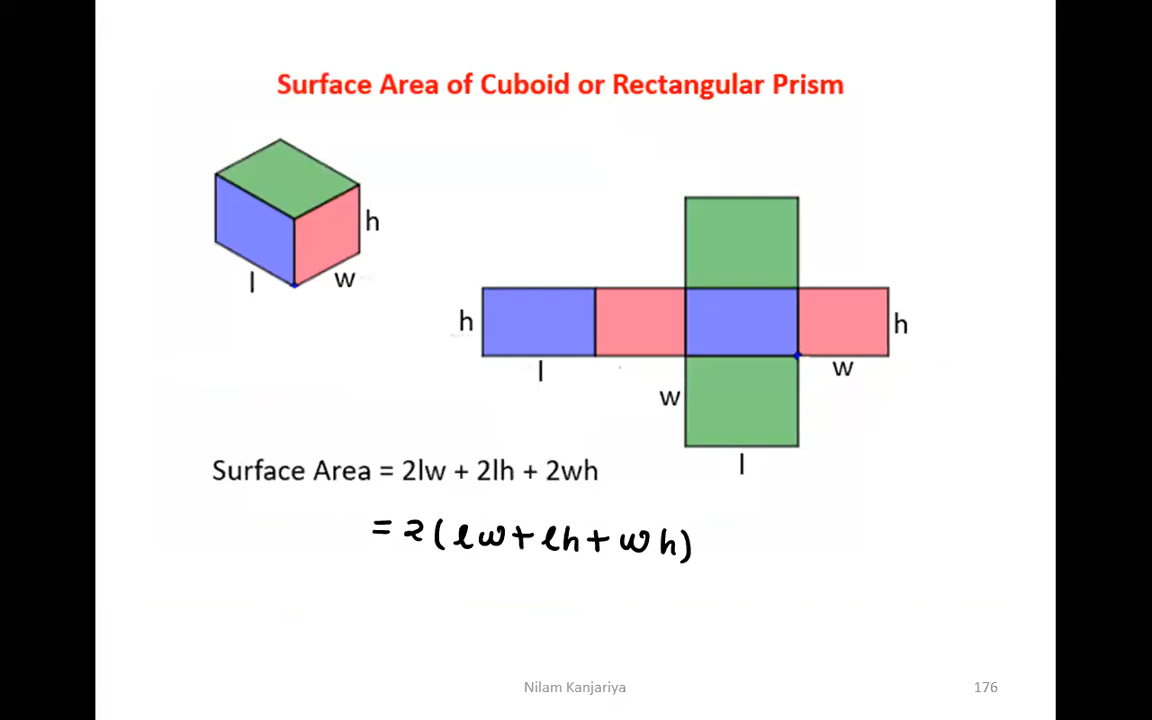 Surface Area of Cuboid or Rectangular Prism
h
l
w
h
h
l
w
w
l
Surface Area = 2lw + 2lh + 2wh
= 2(lw+lh+wh)
Nilam Kanjariya
176